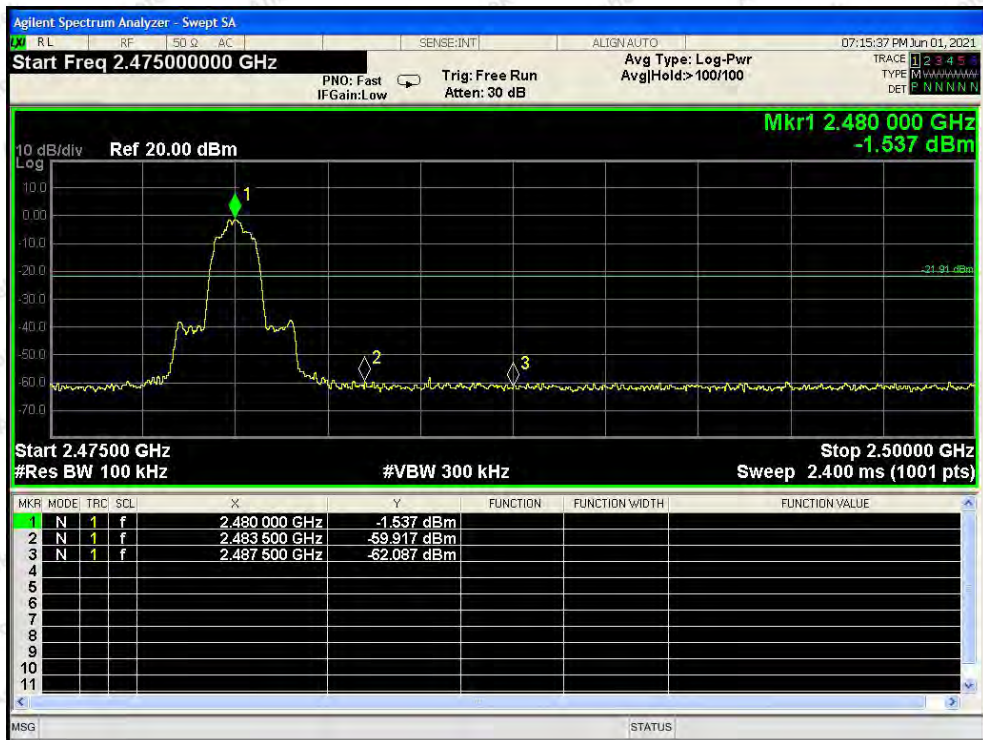 Agilent Spectrum Analyzer - Swept SA
LXI RL RF 50 Ω AC SENSE:INT ALIGN AUTO 07:15:37 PM Jun 01, 2021
Start Freq 2.475000000 GHz
PNO: Fast Trig: Free Run Avg Type: Log-Pwr TRACE 1 2 3 4 5 6
IFGain:Low Atten: 30 dB Avg|Hold:> 100/100 TYPE M WWWWW
DET P N N N N N
Mkr1 2.480 000 GHz
-1.537 dBm
10 dB/div Ref 20.00 dBm
Log
10.0
0.00
-10.0
-20.0
-30.0
-40.0
-50.0
-60.0
-70.0
1
-21.91 dBm
2
3
Start 2.47500 GHz Stop 2.50000 GHz
#Res BW 100 kHz #VBW 300 kHz Sweep 2.400 ms (1001 pts)
MKR MODE TRC SCL X Y FUNCTION FUNCTION WIDTH FUNCTION VALUE
1 N 1 f 2.480 000 GHz -1.537 dBm
2 N 1 f 2.483 500 GHz -59.917 dBm
3 N 1 f 2.487 500 GHz -62.087 dBm
4
5
6
7
8
9
10
11
MSG STATUS